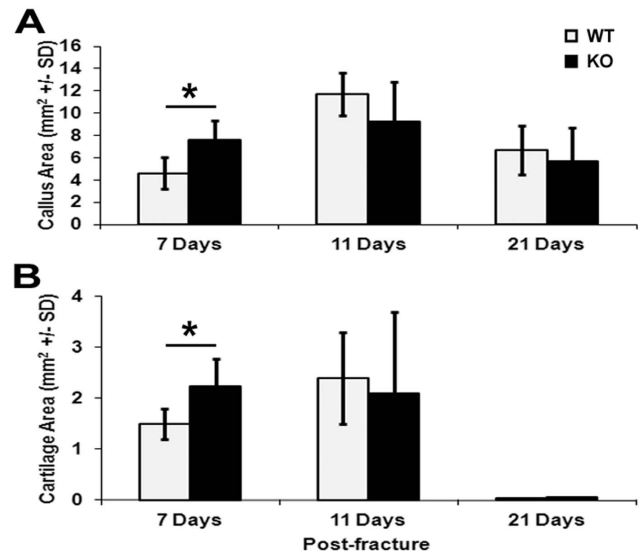 A
Callus Area (mm² +/- SD)
16
14
12
10
8
6
4
2
0
*
WT
KO
7 Days
11 Days
21 Days
B
Cartilage Area (mm² +/- SD)
4
3
2
1
0
*
7 Days
11 Days
21 Days
Post-fracture